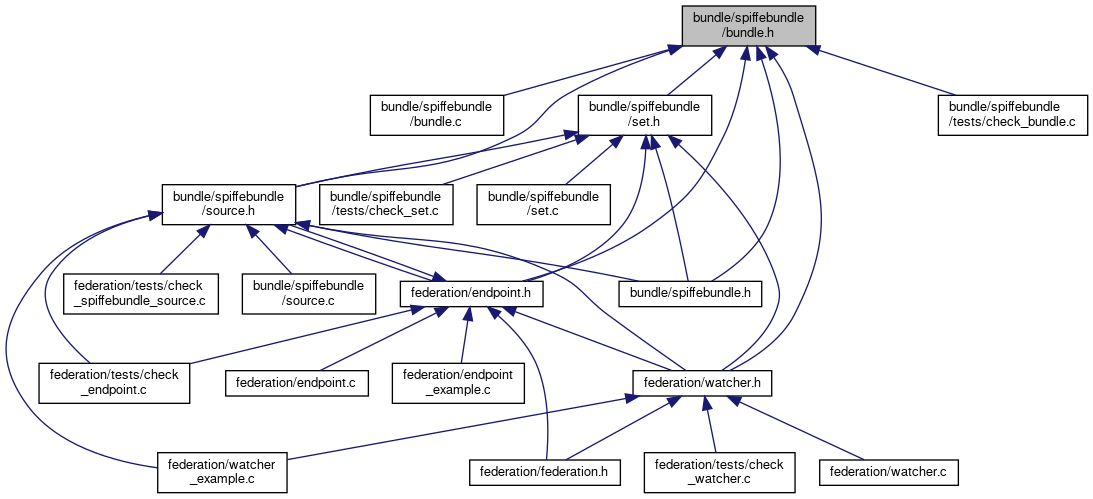 bundle/spiffebundle
/bundle.h
bundle/spiffebundle
/bundle.c
bundle/spiffebundle
/set.h
bundle/spiffebundle
/tests/check_bundle.c
bundle/spiffebundle
/source.h
bundle/spiffebundle
/tests/check_set.c
bundle/spiffebundle
/set.c
federation/tests/check
_spiffebundle_source.c
bundle/spiffebundle
/source.c
federation/endpoint.h
bundle/spiffebundle.h
federation/tests/check
_endpoint.c
federation/endpoint.c
federation/endpoint
_example.c
federation/watcher.h
federation/watcher
_example.c
federation/federation.h
federation/tests/check
_watcher.c
federation/watcher.c